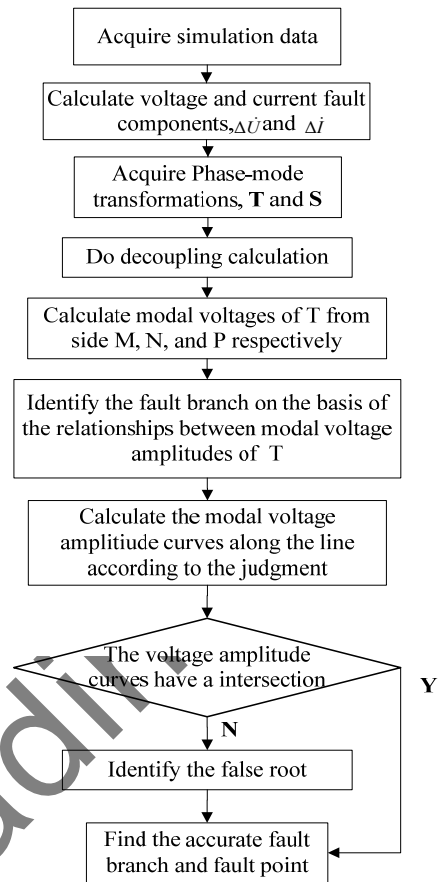 Acquire simulation data
Calculate voltage and current fault
components,ΔU̇ and Δİ
Acquire Phase-mode
transformations, T and S
Do decoupling calculation
Calculate modal voltages of T from
side M, N, and P respectively
Identify the fault branch on the basis of
the relationships between modal voltage
amplitudes of T
Calculate the modal voltage
amplitiude curves along the line
according to the judgment
The voltage amplitude
curves have a intersection
Y
N
Identify the false root
Find the accurate fault
branch and fault point